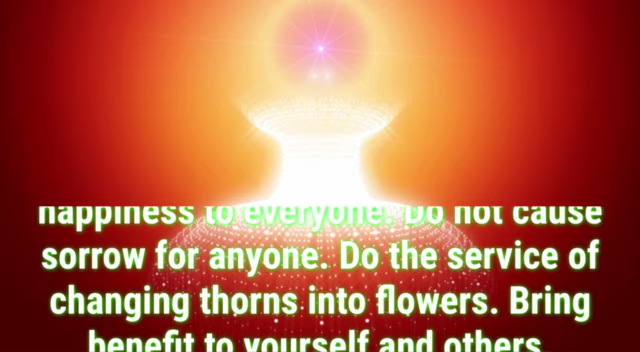 happiness to everyone. Do not cause
sorrow for anyone. Do the service of
changing thorns into flowers. Bring
benefit to yourself and others